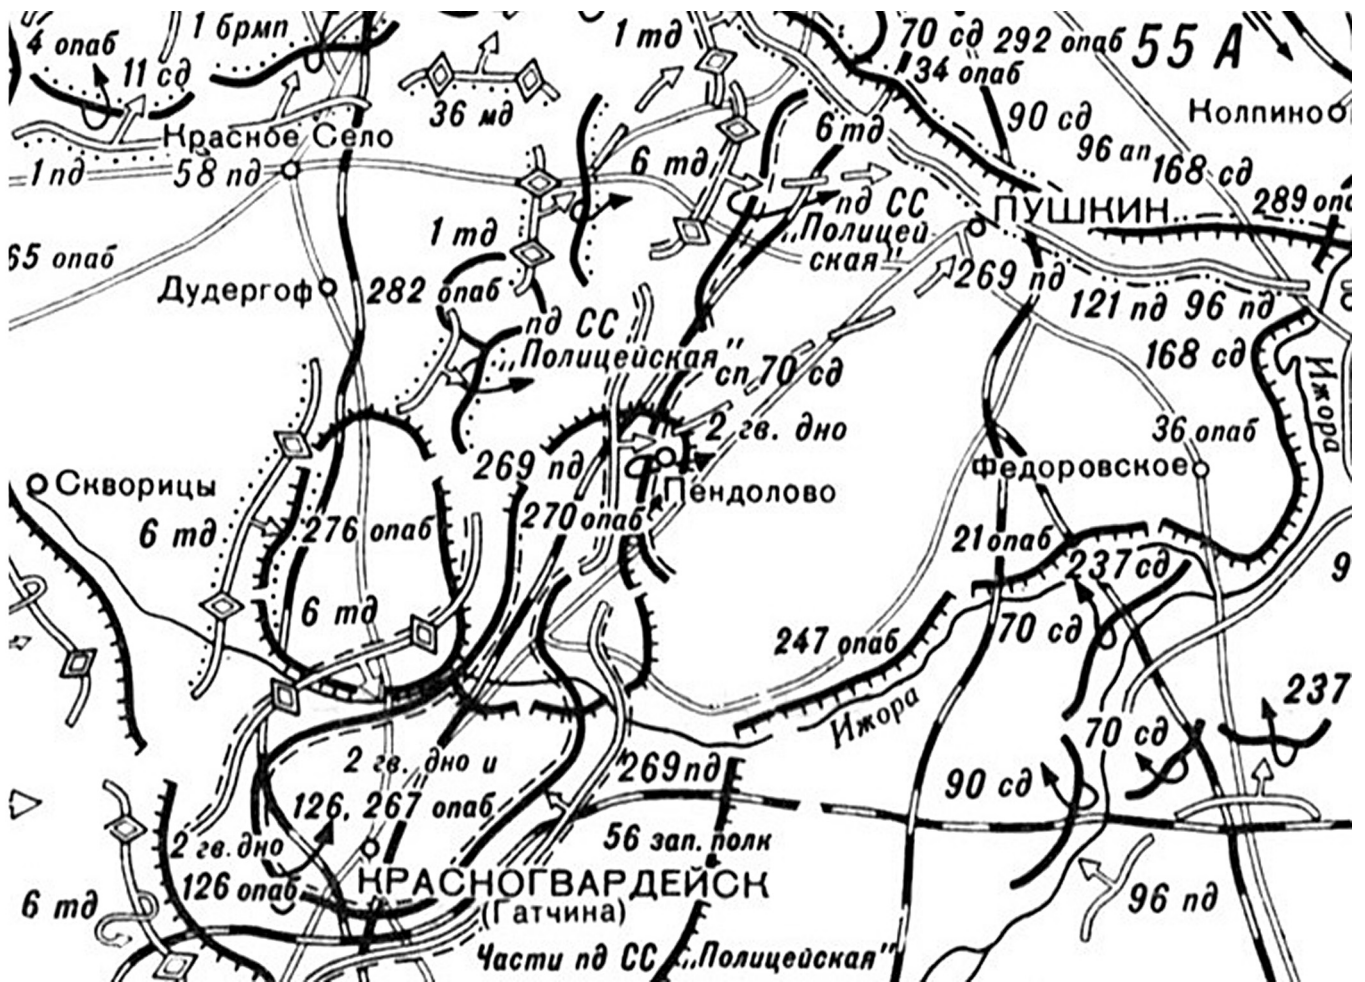 4 опаб
1 брмп
11 сд
1 тд
70 сд
292 опаб
55 А
34 опаб
36 мд
Красное Село
6 тд
90 сд
Колпино
96 ап
168 сд
1 пд
58 пд
6 тд
пд СС
„Полицей
ская"
ПУШКИН
289 опа
65 опаб
1 тд
Дудергоф
282 опаб
269 пд
121 пд
96 пд
пд СС
„Полицейская"
сп 70 сд
168 сд
Ижора
2 гв. дно
36 опаб
269 пд
Федоровское
Скворицы
Пендолово
6 тд
276 опаб
270 опаб
21 опаб
237 сд
9
6 тд
247 опаб
70 сд
Ижора
237
70 сд
2 гв. дно и
126, 267 опаб
269 пд
90 сд
2 гв. дно
126 опаб
56 зап. полк
КРАСНОГВАРДЕЙСК
(Гатчина)
6 тд
96 пд
Части пд СС „Полицейская"